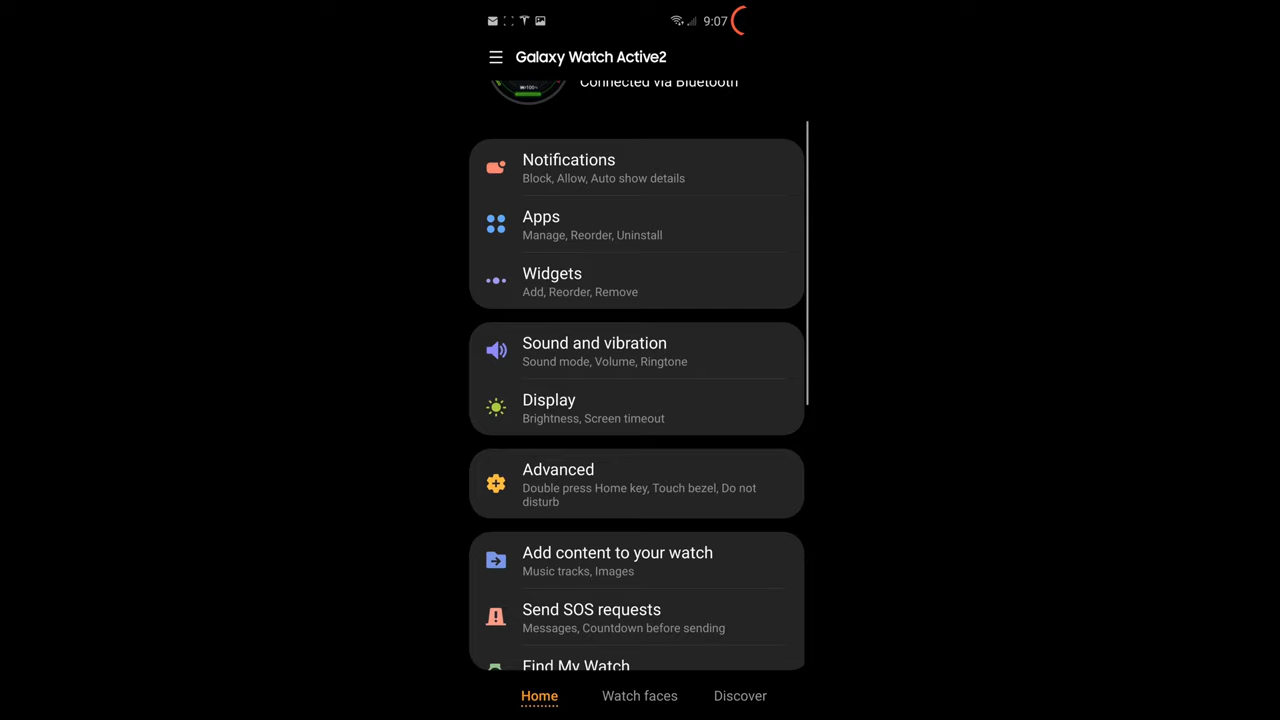 9:07
Galaxy Watch Active2
100%
Connected via Bluetooth
Notifications
Block, Allow, Auto show details
Apps
Manage, Reorder, Uninstall
Widgets
Add, Reorder, Remove
Sound and vibration
Sound mode, Volume, Ringtone
Display
Brightness, Screen timeout
Advanced
Double press Home key, Touch bezel, Do not
disturb
Add content to your watch
Music tracks, Images
Send SOS requests
Messages, Countdown before sending
Find My Watch
Home
Watch faces
Discover